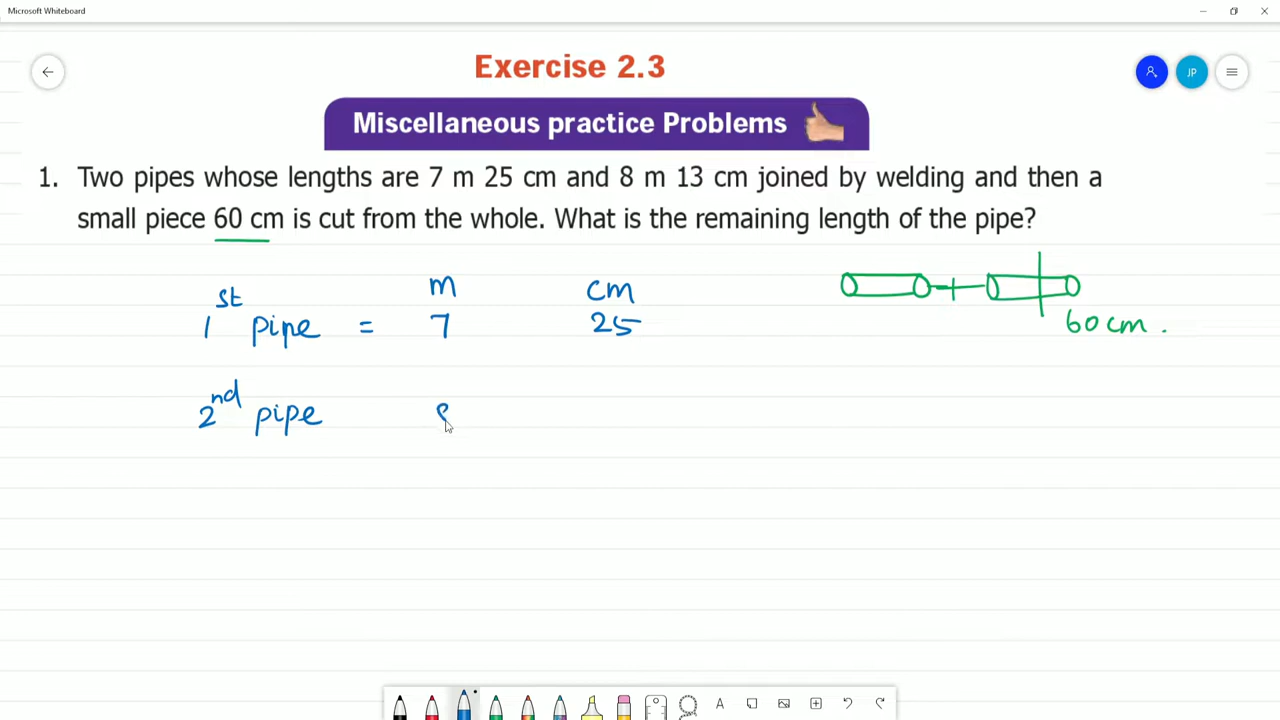 Microsoft Whiteboard
Exercise 2.3
JP
Miscellaneous practice Problems
1. Two pipes whose lengths are 7 m 25 cm and 8 m 13 cm joined by welding and then a
small piece 60 cm is cut from the whole. What is the remaining length of the pipe?
m cm
1st pipe = 7 25
60 cm .
2nd pipe 8
A